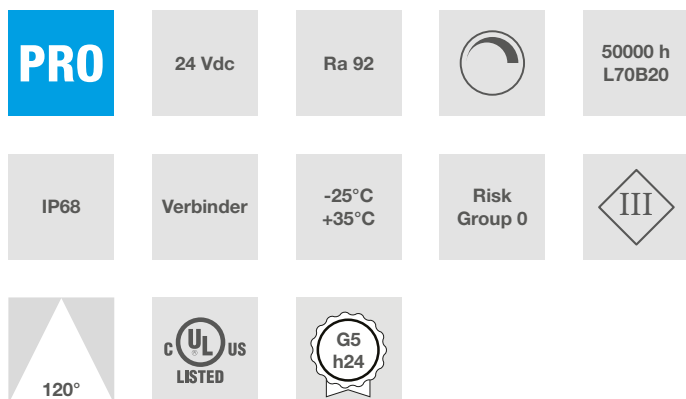 PRO
24 Vdc
Ra 92
50000 h
L70B20
IP68
Verbinder
-25°C
+35°C
Risk
Group 0
III
120°
C UL US
®
LISTED
G5
h24